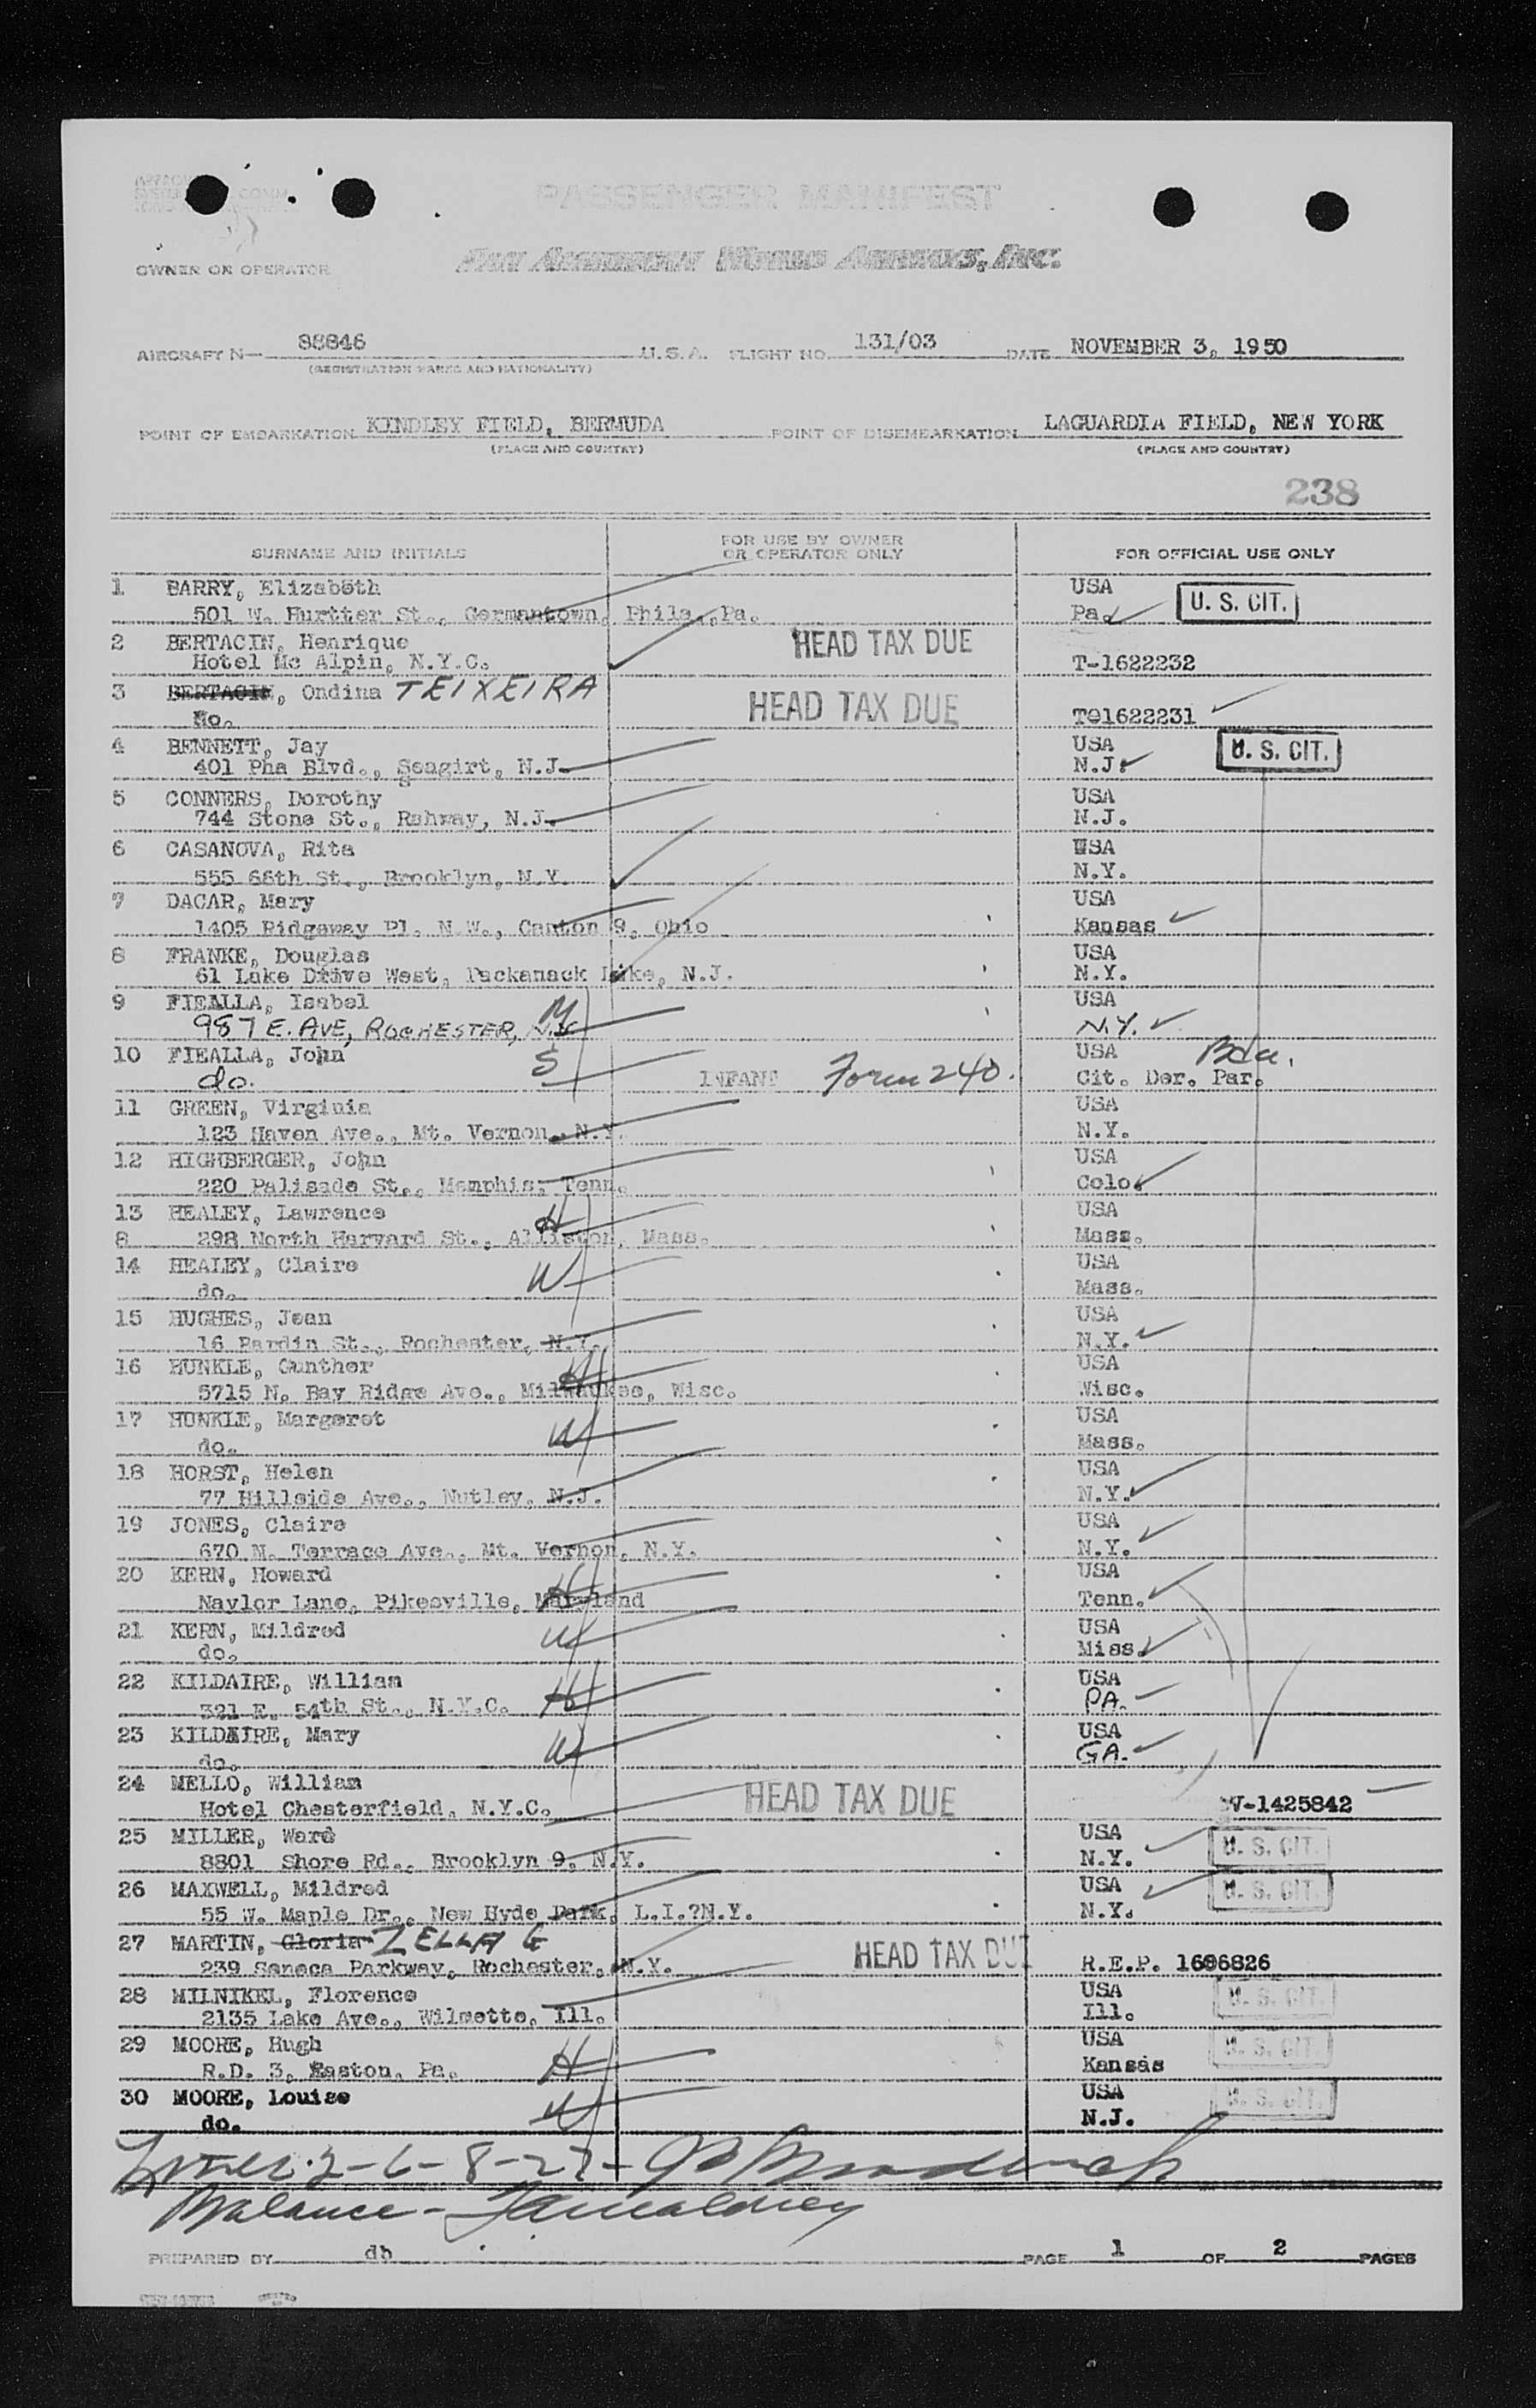 PASSENGER MANIFEST
OWNER OR OPERATOR
PAN AMERICAN WORLD AIRWAYS, INC.
AIRCRAFT N— 88846 U.S.A. FLIGHT NO. 131/03 DATE NOVEMBER 3, 1950
(REGISTRATION MARKS AND NATIONALITY)
POINT OF EMBARKATION KINDLEY FIELD, BERMUDA POINT OF DISEMBARKATION LAGUARDIA FIELD, NEW YORK
(PLACE AND COUNTRY) (PLACE AND COUNTRY)
238
SURNAME AND INITIALS FOR USE BY OWNER OR OPERATOR ONLY FOR OFFICIAL USE ONLY
1 BARRY, Elizabeth USA
501 W. Hurtter St., Germantown, Phila.,Pa. Pa. U. S. CIT.
2 BERTACIN, Henrique HEAD TAX DUE
Hotel Mc Alpin, N.Y.C. T-1622232
3 BERTACIN, Ondina TEIXEIRA HEAD TAX DUE
Do. T01622231
4 BENNETT, Jay USA U. S. CIT.
401 Pha Blvd., Seagirt, N.J. N.J.
5 CONNERS, Dorothy USA
744 Stone St., Rahway, N.J. N.J.
6 CASANOVA, Rita USA
555 66th St., Brooklyn, N.Y. N.Y.
7 DACAR, Mary USA
1405 Ridgeway Pl. N.W., Canton 9, Ohio Kansas
8 FRANKE, Douglas USA
61 Lake Drive West, Packanack Lake, N.J. N.Y.
9 FIEALLA, Isabel M USA
987 E. AVE, ROCHESTER, N.Y. N.Y.
10 FIEALLA, John S USA Bda.
do. INFANT Form 240. Cit. Der. Par.
11 GREEN, Virginia USA
123 Haven Ave., Mt. Vernon, N.Y. N.Y.
12 HIGHBERGER, John USA
220 Palisade St., Memphis, Tenn. Colo.
13 HEALEY, Lawrence H USA
8 298 North Harvard St., Allston, Mass. Mass.
14 HEALEY, Claire W USA
do. Mass.
15 HUGHES, Jean USA
16 Pardin St., Rochester, N.Y. N.Y.
16 HUNKLE, Gunther H USA
5715 N. Bay Ridge Ave., Milwaukee, Wisc. Wisc.
17 HUNKLE, Margaret W USA
do. Mass.
18 HORST, Helen USA
77 Hillside Ave., Nutley, N.J. N.Y.
19 JONES, Claire USA
670 N. Terrace Ave., Mt. Vernon, N.Y. N.Y.
20 KERN, Howard H USA
Naylor Lane, Pikesville, Maryland Tenn.
21 KERN, Mildred W USA
do. Miss.
22 KILDAIRE, William H USA
321 E. 54th St., N.Y.C. PA.
23 KILDAIRE, Mary W USA
do. GA.
24 MELLO, William HEAD TAX DUE
Hotel Chesterfield, N.Y.C. V-1425842
25 MILLER, Ward USA U. S. CIT.
8801 Shore Rd., Brooklyn 9, N.Y. N.Y.
26 MAXWELL, Mildred USA U. S. CIT.
55 W. Maple Dr., New Hyde Park, L.I.?N.Y. N.Y.
27 MARTIN, Gloria ZELLA G HEAD TAX DUE
239 Seneca Parkway, Rochester, N.Y. R.E.P. 1696826
28 MILNIKEL, Florence USA U. S. CIT.
2135 Lake Ave., Wilmette, Ill. Ill.
29 MOORE, Hugh H USA U. S. CIT.
R.D. 3, Easton, Pa. Kansas
30 MOORE, Louise W USA U. S. CIT.
do. N.J.
2-6-8-27-
Balance -
PREPARED BY db PAGE 1 OF 2 PAGES